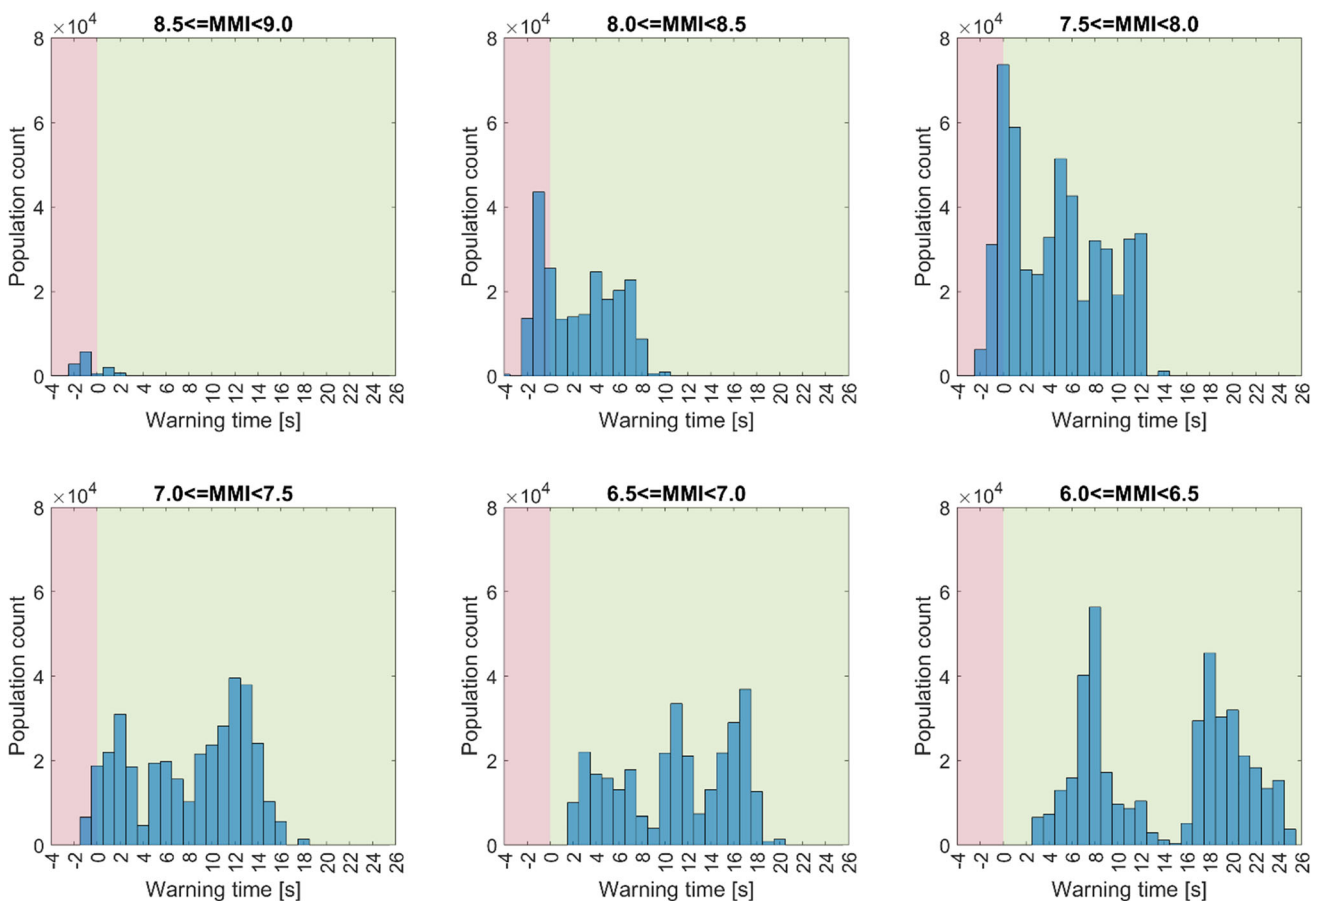 8.5<=MMI<9.0
×10⁴
8
6
4
2
0
Population count
-4 -2 0 2 4 6 8 10 12 14 16 18 20 22 24 26
Warning time [s]
8.0<=MMI<8.5
×10⁴
8
6
4
2
0
Population count
-4 -2 0 2 4 6 8 10 12 14 16 18 20 22 24 26
Warning time [s]
7.5<=MMI<8.0
×10⁴
8
6
4
2
0
Population count
-4 -2 0 2 4 6 8 10 12 14 16 18 20 22 24 26
Warning time [s]
7.0<=MMI<7.5
×10⁴
8
6
4
2
0
Population count
-4 -2 0 2 4 6 8 10 12 14 16 18 20 22 24 26
Warning time [s]
6.5<=MMI<7.0
×10⁴
8
6
4
2
0
Population count
-4 -2 0 2 4 6 8 10 12 14 16 18 20 22 24 26
Warning time [s]
6.0<=MMI<6.5
×10⁴
8
6
4
2
0
Population count
-4 -2 0 2 4 6 8 10 12 14 16 18 20 22 24 26
Warning time [s]